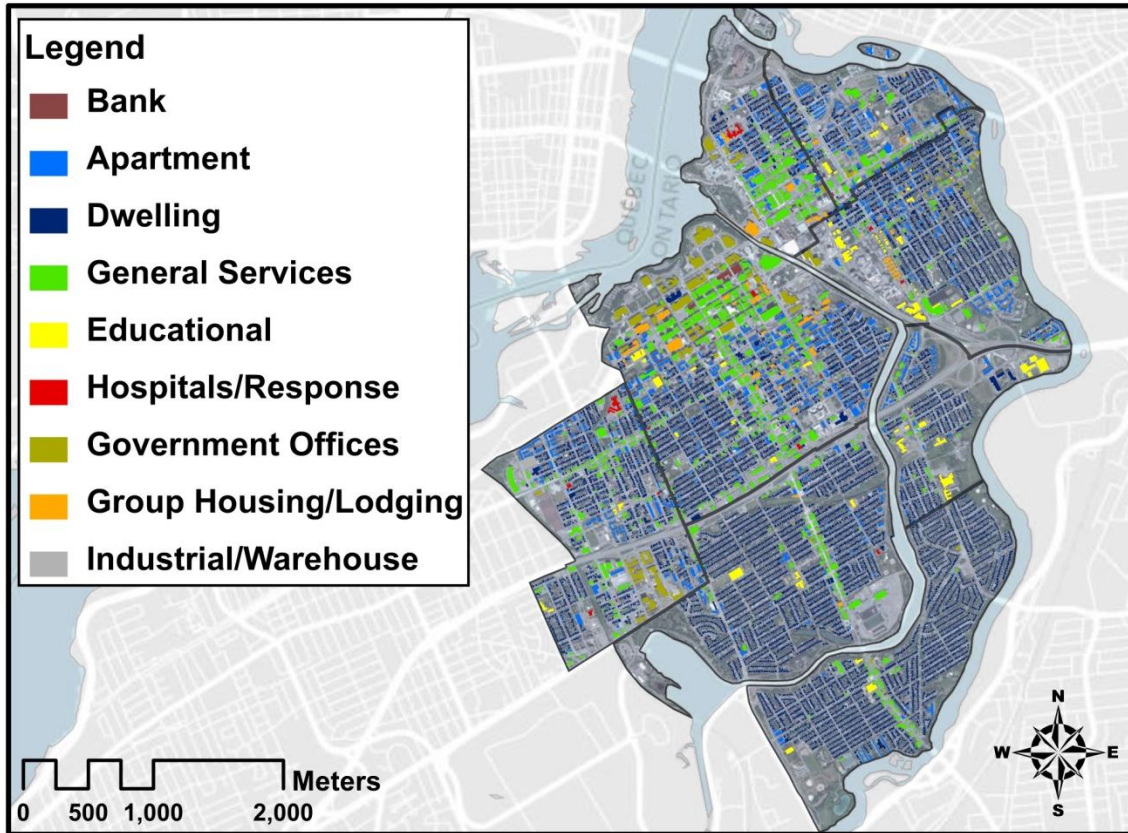 Legend
Bank
Apartment
Dwelling
General Services
Educational
Hospitals/Response
Government Offices
Group Housing/Lodging
Industrial/Warehouse
QUÉBEC
ONTARIO
Meters
0 500 1,000 2,000
N
W E
S